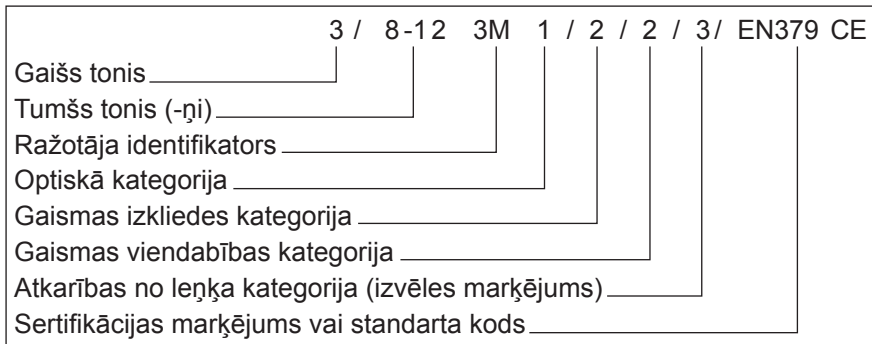 3 / 8-12 3M 1 / 2 / 2 / 3 / EN379 CE
Gaišs tonis
Tumšs tonis (-ņi)
Ražotāja identifikators
Optiskā kategorija
Gaismas izkliedes kategorija
Gaismas viendabības kategorija
Atkarības no leņķa kategorija (izvēles marķējums)
Sertifikācijas marķējums vai standarta kods